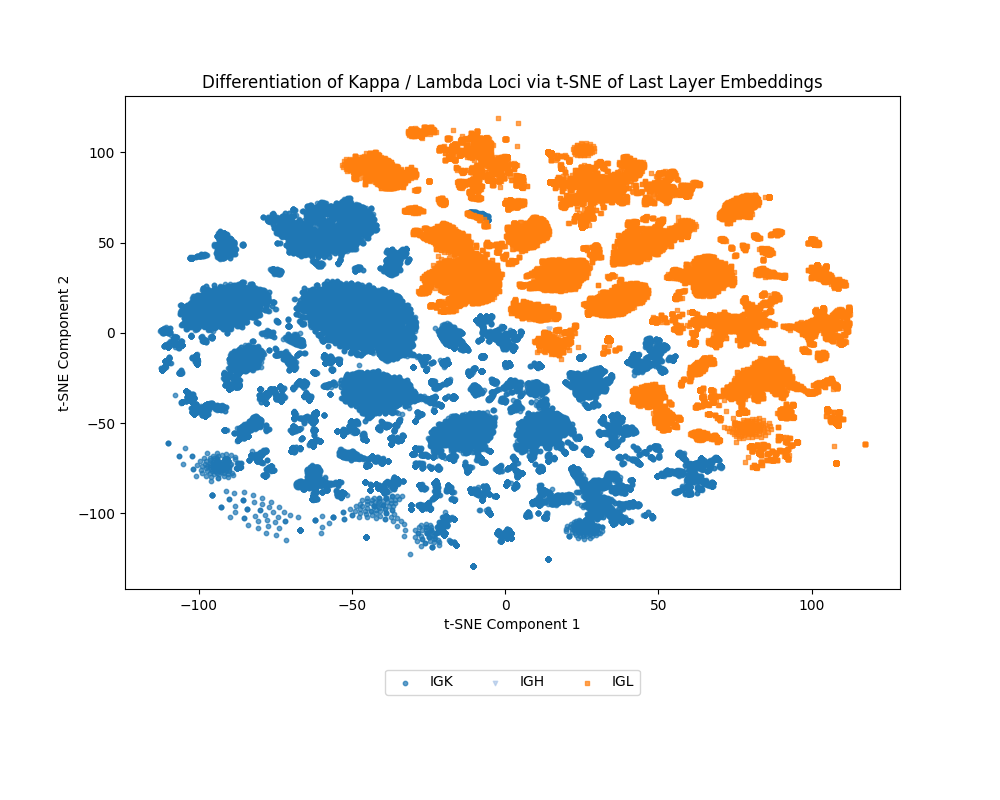 Differentiation of Kappa / Lambda Loci via t-SNE of Last Layer Embeddings
t-SNE Component 2
100
50
0
−50
−100
−100
−50
0
50
100
t-SNE Component 1
IGK
IGH
IGL